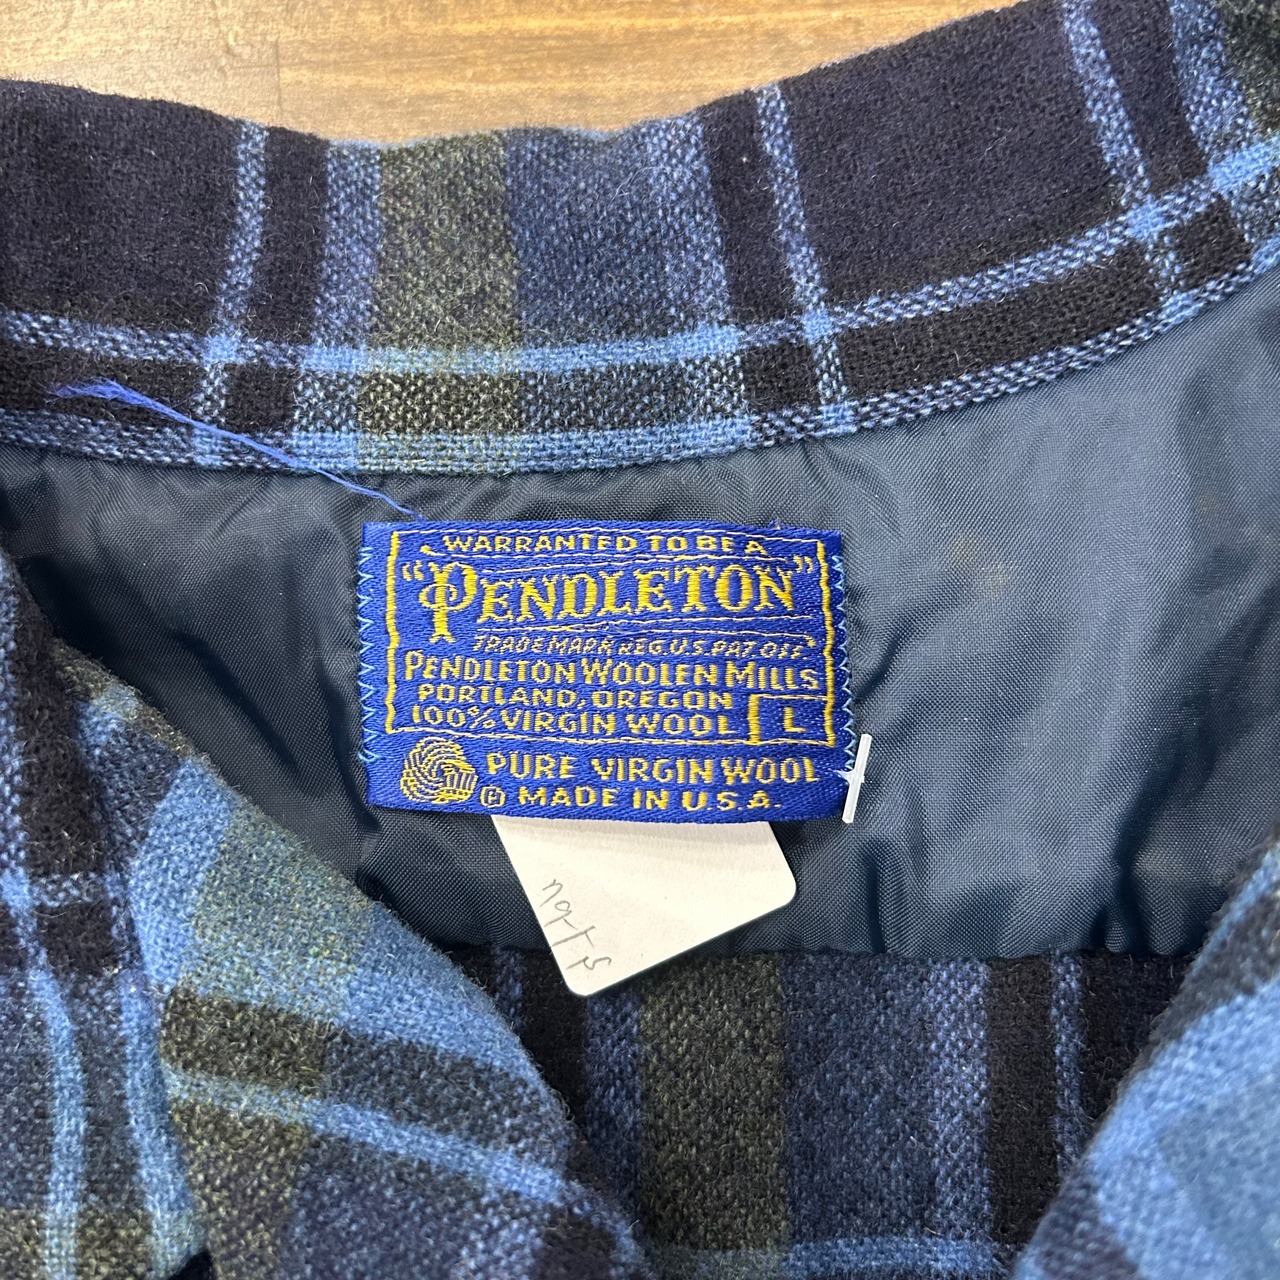 WARRANTED TO BE A
"PENDLETON"
TRADE MARK REG. U.S. PAT. OFF.
PENDLETON WOOLEN MILLS
PORTLAND, OREGON
100% VIRGIN WOOL L
PURE VIRGIN WOOL
Ⓗ MADE IN U.S.A.